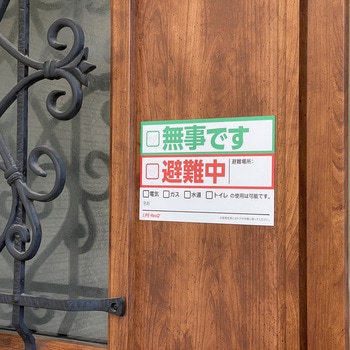 □無事です
□避難中 避難場所:
□電気 □ガス □水道 □トイレ の使用は可能です。